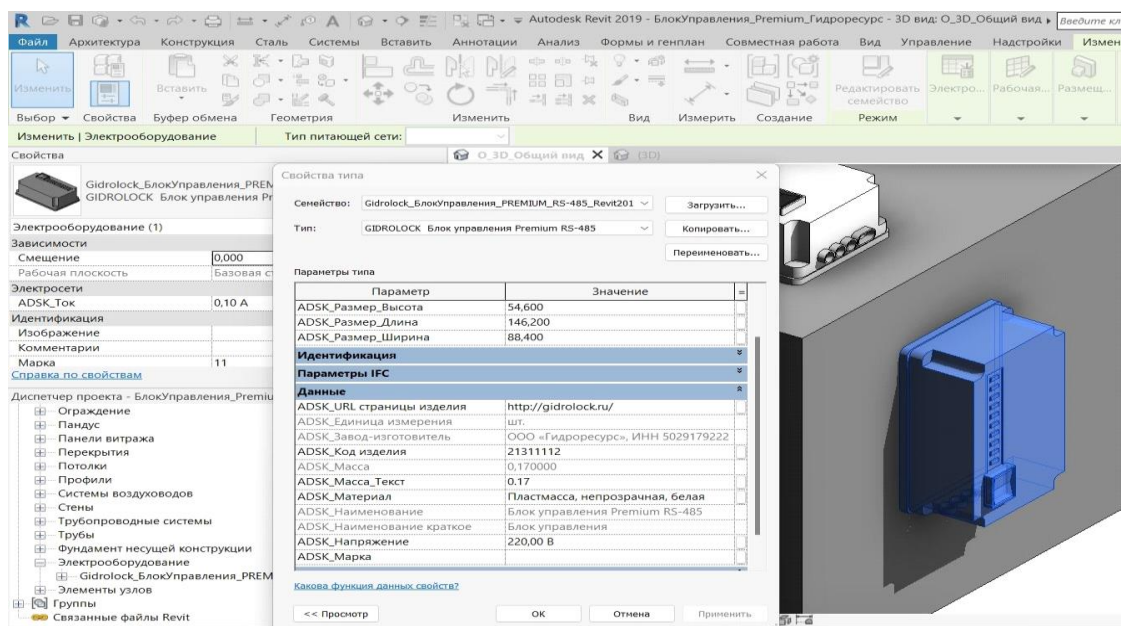 Autodesk Revit 2019 - БлокУправления_Premium_Гидроресурс - 3D вид: О_3D_Общий вид
Введите кл
Файл Архитектура Конструкция Сталь Системы Вставить Аннотации Анализ Формы и генплан Совместная работа Вид Управление Надстройки Измен
Изменить Вставить Редактировать семейство Электро... Рабочая... Размещ...
Выбор Свойства Буфер обмена Геометрия Изменить Вид Измерить Создание Режим
Изменить | Электрооборудование Тип питающей сети:
Свойства
О_3D_Общий вид {3D}
Gidrolock_БлокУправления_PREM
GIDROLOCK Блок управления Pr
Электрооборудование (1)
Зависимости
Смещение 0,000
Рабочая плоскость Базовая с
Электросети
ADSK_Ток 0,10 А
Идентификация
Изображение
Комментарии
Марка 11
Справка по свойствам
Диспетчер проекта - БлокУправления_Premiu
Ограждение
Пандус
Панели витража
Перекрытия
Потолки
Профили
Системы воздуховодов
Стены
Трубопроводные системы
Трубы
Фундамент несущей конструкции
Электрооборудование
Gidrolock_БлокУправления_PREM
Элементы узлов
Группы
Связанные файлы Revit
Свойства типа
Семейство: Gidrolock_БлокУправления_PREMIUM_RS-485_Revit201 Загрузить...
Тип: GIDROLOCK Блок управления Premium RS-485 Копировать...
Переименовать...
Параметры типа
Параметр Значение =
ADSK_Размер_Высота 54,600
ADSK_Размер_Длина 146,200
ADSK_Размер_Ширина 88,400
Идентификация
Параметры IFC
Данные
ADSK_URL страницы изделия http://gidrolock.ru/
ADSK_Единица измерения шт.
ADSK_Завод-изготовитель ООО «Гидроресурс», ИНН 5029179222
ADSK_Код изделия 21311112
ADSK_Масса 0,170000
ADSK_Масса_Текст 0.17
ADSK_Материал Пластмасса, непрозрачная, белая
ADSK_Наименование Блок управления Premium RS-485
ADSK_Наименование краткое Блок управления
ADSK_Напряжение 220,00 В
ADSK_Марка
Какова функция данных свойств?
<< Просмотр ОК Отмена Применить